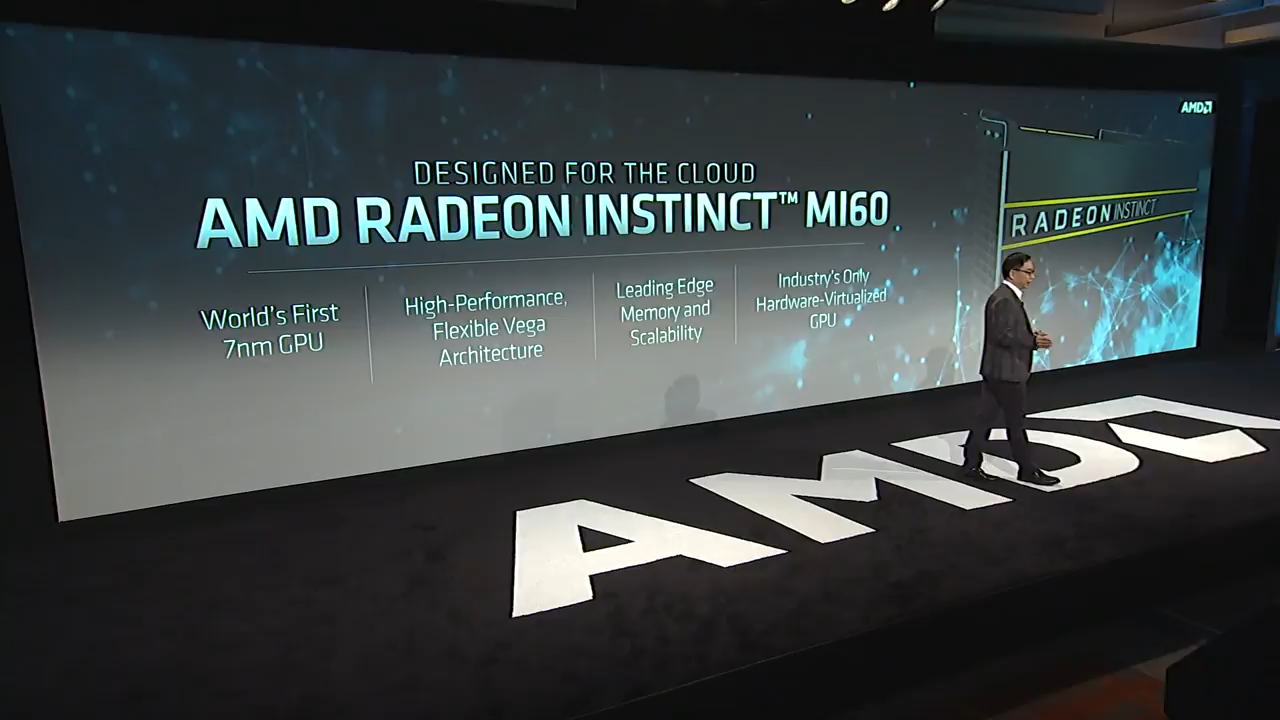 AMD
DESIGNED FOR THE CLOUD
AMD RADEON INSTINCT™ MI60
World's First
7nm GPU
High-Performance,
Flexible Vega
Architecture
Leading Edge
Memory and
Scalability
Industry's Only
Hardware-Virtualized
GPU
RADEON INSTINCT
AMD